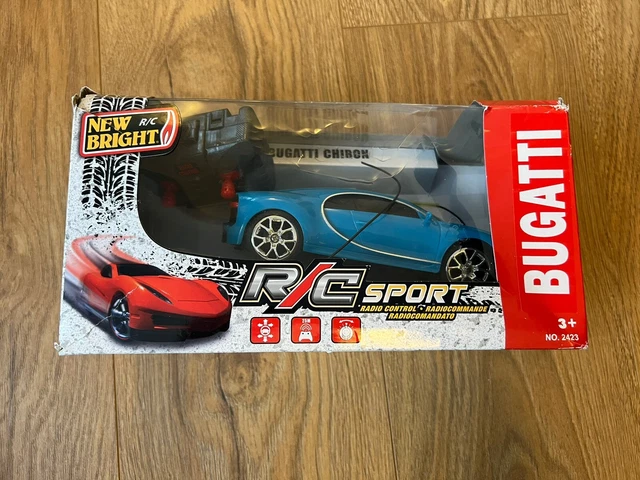 NEW R/C
BRIGHT
BUGATTI CHIRON
BUGATTI
R/C SPORT
RADIO CONTROL • RADIOCOMMANDE
RADIOCOMANDATO
3+
NO. 2423